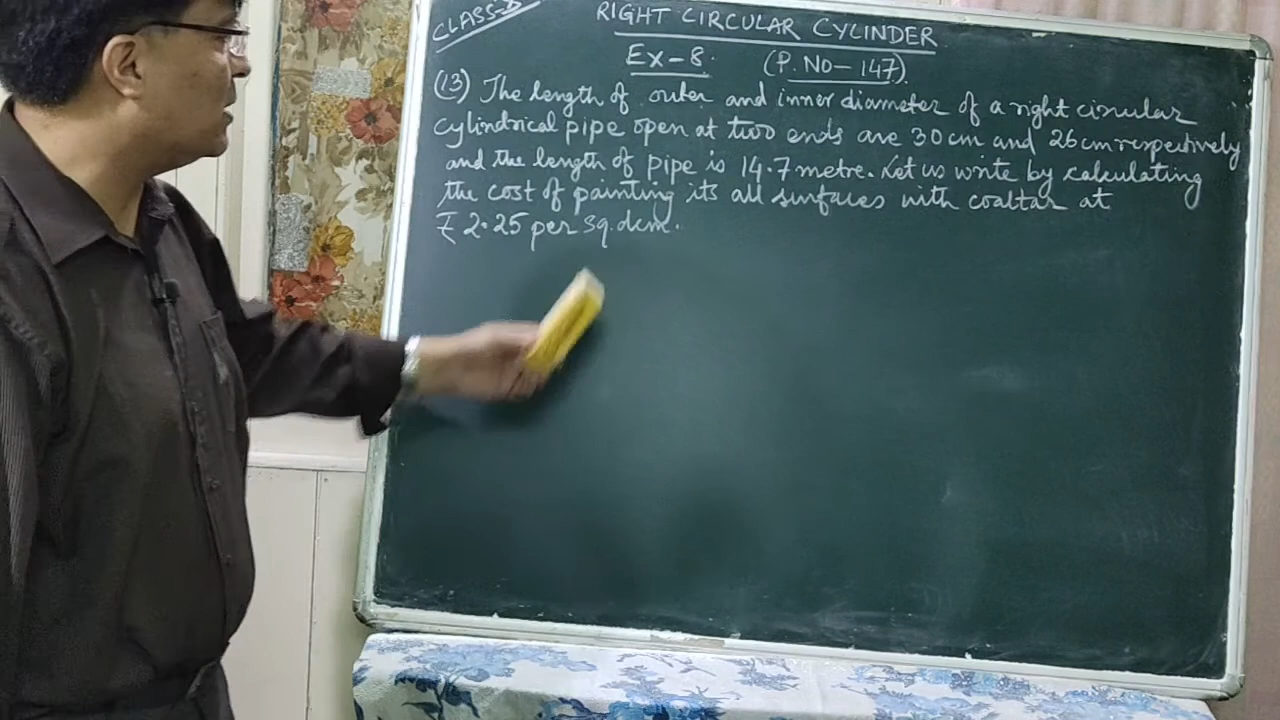 CLASS-X
RIGHT CIRCULAR CYLINDER
EX-8. (P. NO-147).
(13) The length of outer and inner diameter of a right circular
cylindrical pipe open at two ends are 30 cm and 26 cm respectively
and the length of pipe is 14.7 metre. Let us write by calculating
the cost of painting its all surfaces with coaltar at
₹ 2.25 per sq. dcm.